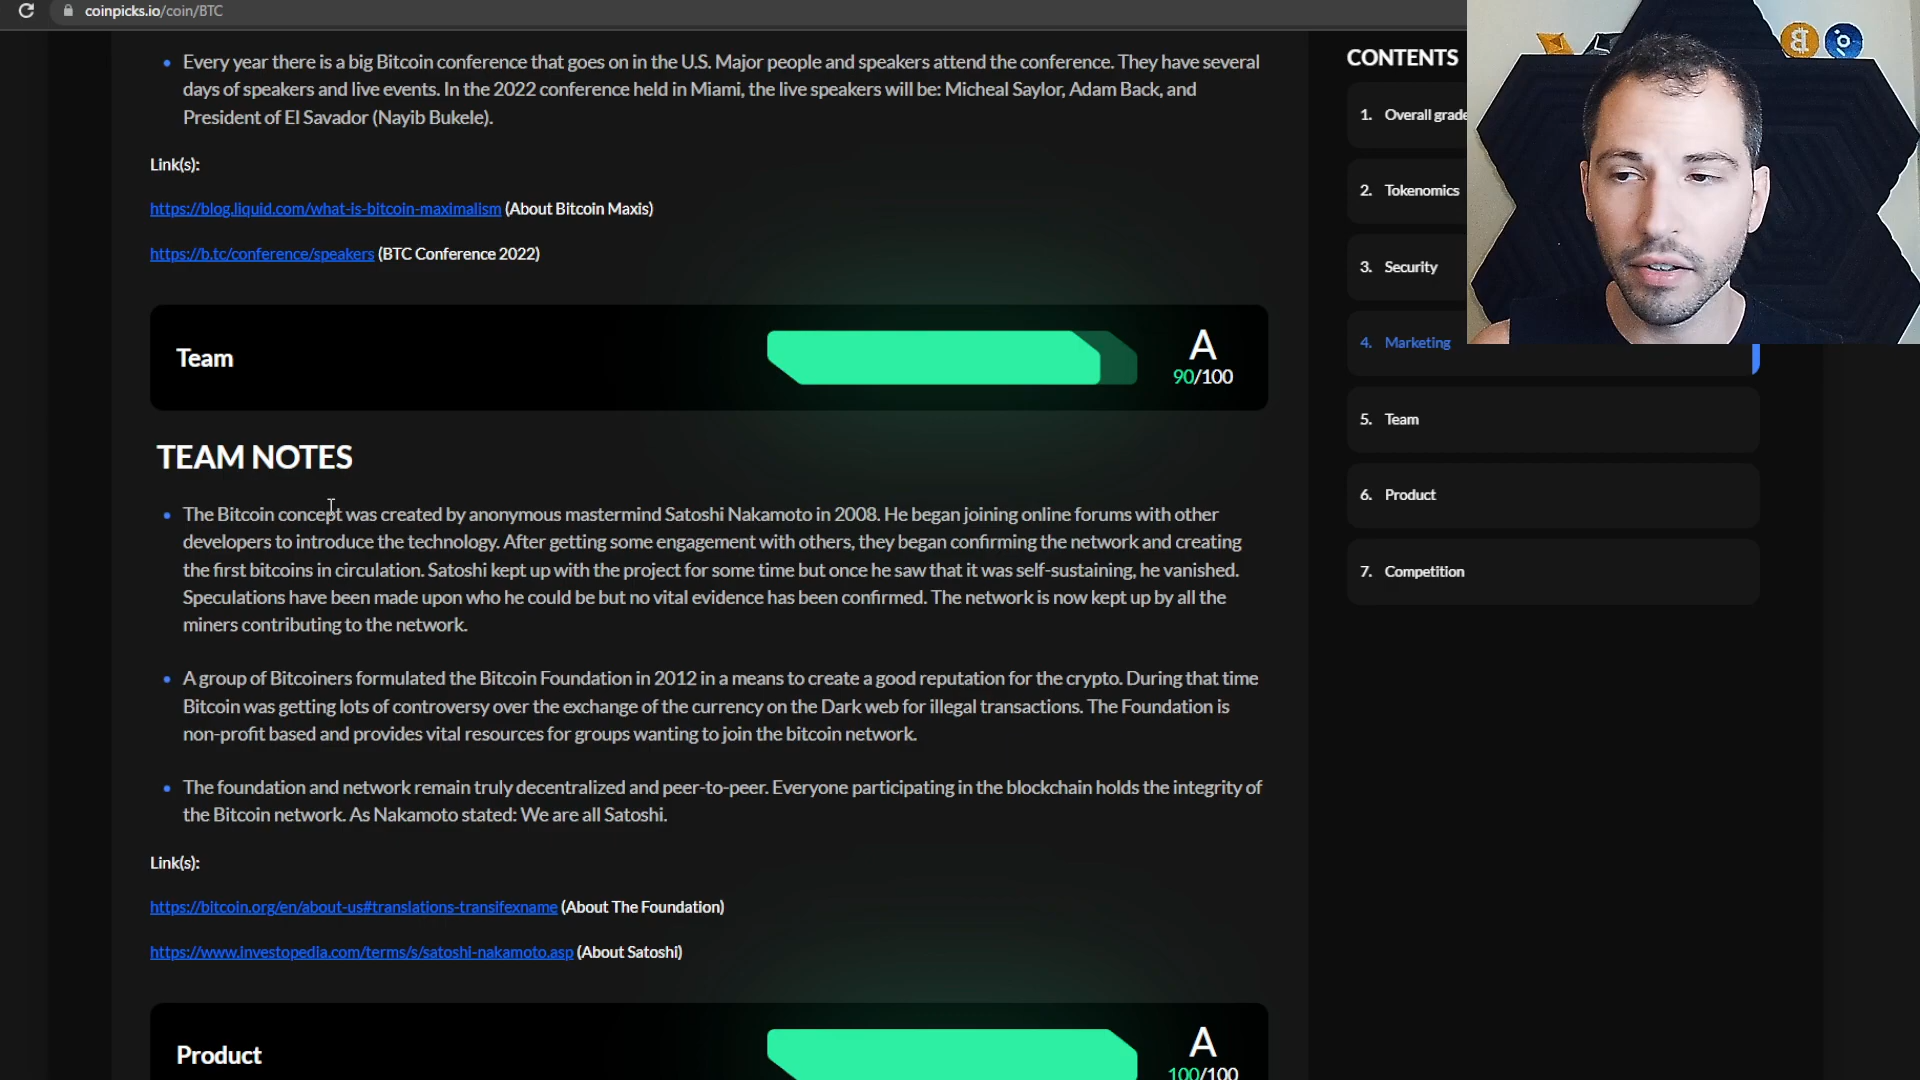 coinpicks.io/coin/BTC
Every year there is a big Bitcoin conference that goes on in the U.S. Major people and speakers attend the conference. They have several
days of speakers and live events. In the 2022 conference held in Miami, the live speakers will be: Micheal Saylor, Adam Back, and
President of El Savador (Nayib Bukele).
Link(s):
https://blog.liquid.com/what-is-bitcoin-maximalism (About Bitcoin Maxis)
https://b.tc/conference/speakers (BTC Conference 2022)
Team
A
90/100
TEAM NOTES
The Bitcoin concept was created by anonymous mastermind Satoshi Nakamoto in 2008. He began joining online forums with other
developers to introduce the technology. After getting some engagement with others, they began confirming the network and creating
the first bitcoins in circulation. Satoshi kept up with the project for some time but once he saw that it was self-sustaining, he vanished.
Speculations have been made upon who he could be but no vital evidence has been confirmed. The network is now kept up by all the
miners contributing to the network.
A group of Bitcoiners formulated the Bitcoin Foundation in 2012 in a means to create a good reputation for the crypto. During that time
Bitcoin was getting lots of controversy over the exchange of the currency on the Dark web for illegal transactions. The Foundation is
non-profit based and provides vital resources for groups wanting to join the bitcoin network.
The foundation and network remain truly decentralized and peer-to-peer. Everyone participating in the blockchain holds the integrity of
the Bitcoin network. As Nakamoto stated: We are all Satoshi.
Link(s):
https://bitcoin.org/en/about-us#translations-transifexname (About The Foundation)
https://www.investopedia.com/terms/s/satoshi-nakamoto.asp (About Satoshi)
Product
A
100/100
CONTENTS
1. Overall grade
2. Tokenomics
3. Security
4. Marketing
5. Team
6. Product
7. Competition